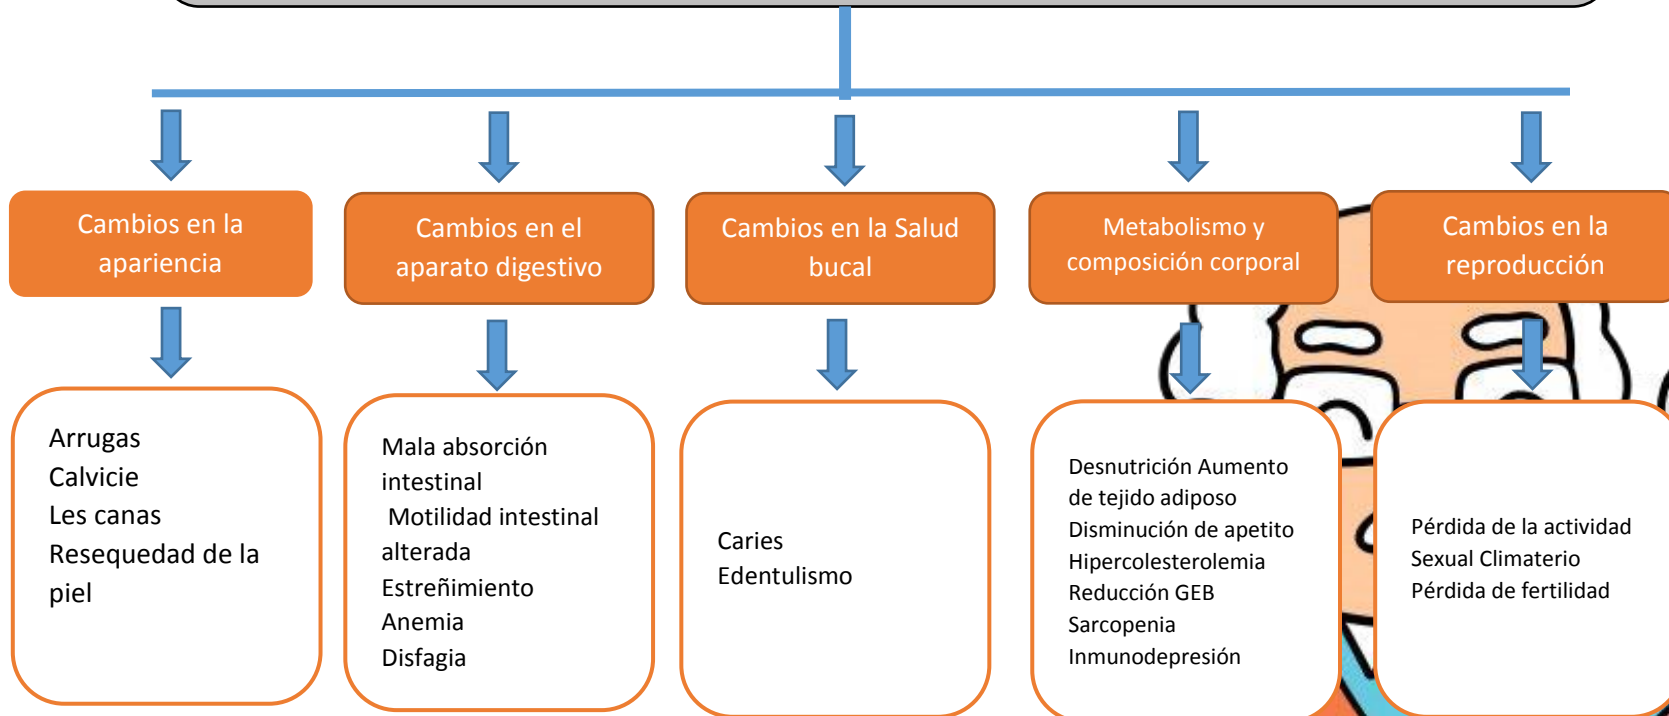 Cambios en la
apariencia
Cambios en el
aparato digestivo
Cambios en la Salud
bucal
Metabolismo y
composición corporal
Cambios en la
reproducción
Arrugas
Calvicie
Les canas
Resequedad de la
piel
Mala absorción
intestinal
Motilidad intestinal
alterada
Estreñimiento
Anemia
Disfagia
Caries
Edentulismo
Desnutrición Aumento
de tejido adiposo
Disminución de apetito
Hipercolesterolemia
Reducción GEB
Sarcopenia
Inmunodepresión
Pérdida de la actividad
Sexual Climaterio
Pérdida de fertilidad